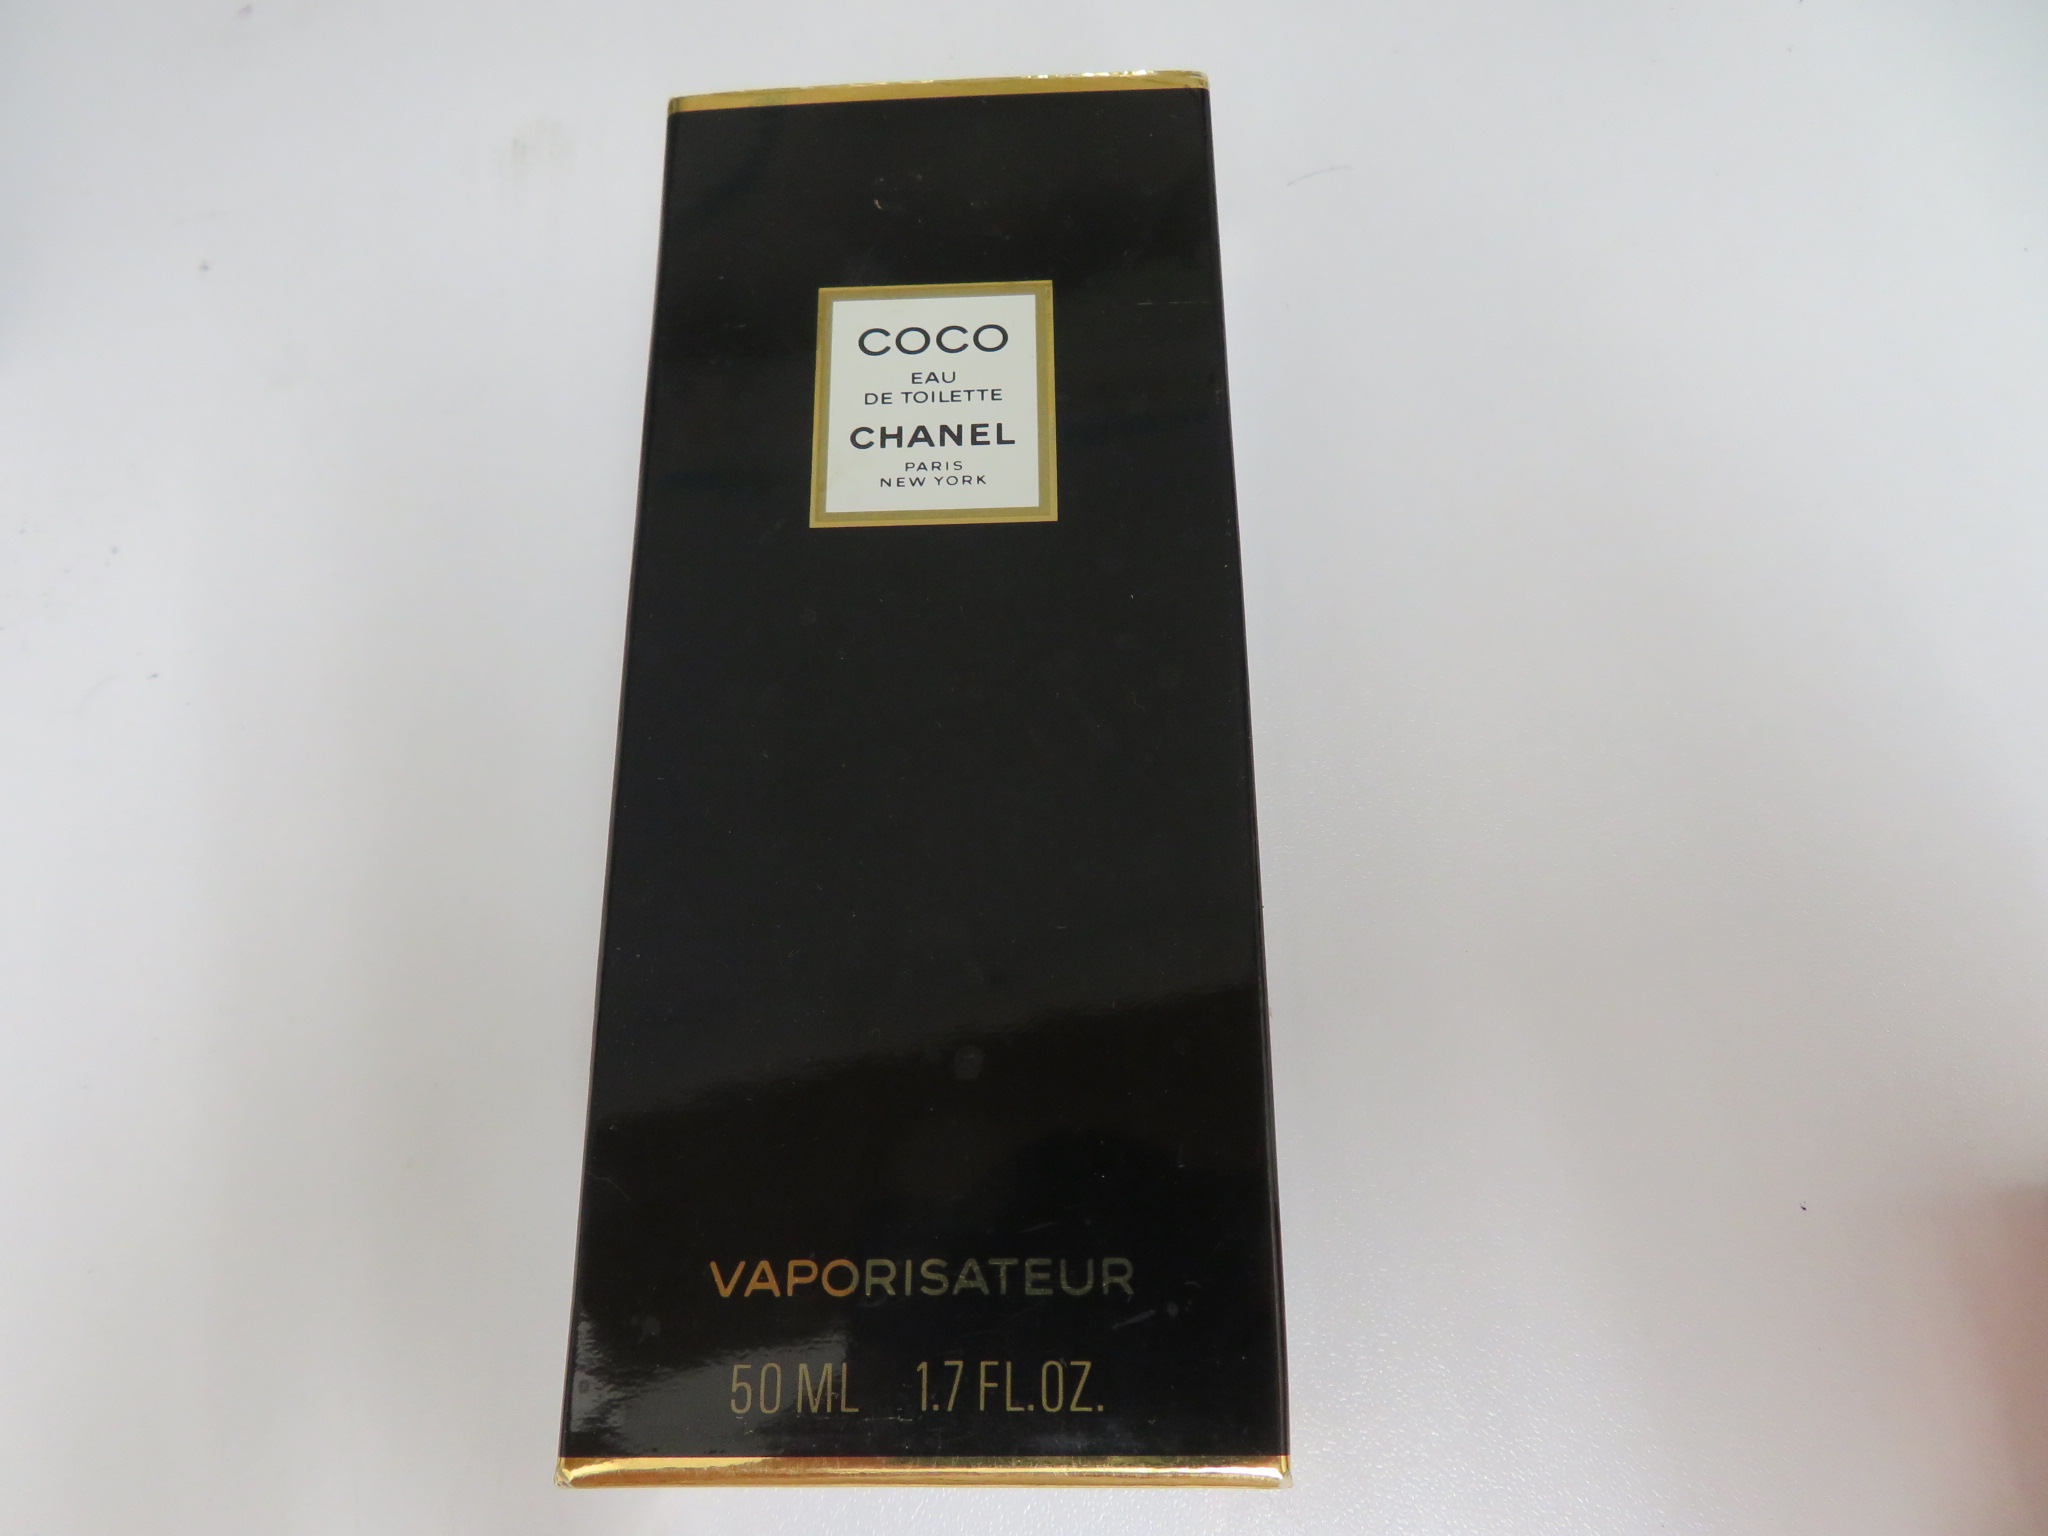 COCO
EAU
DE TOILETTE
CHANEL
PARIS
NEW YORK
VAPORISATEUR
50 ML 1.7 FL.OZ.